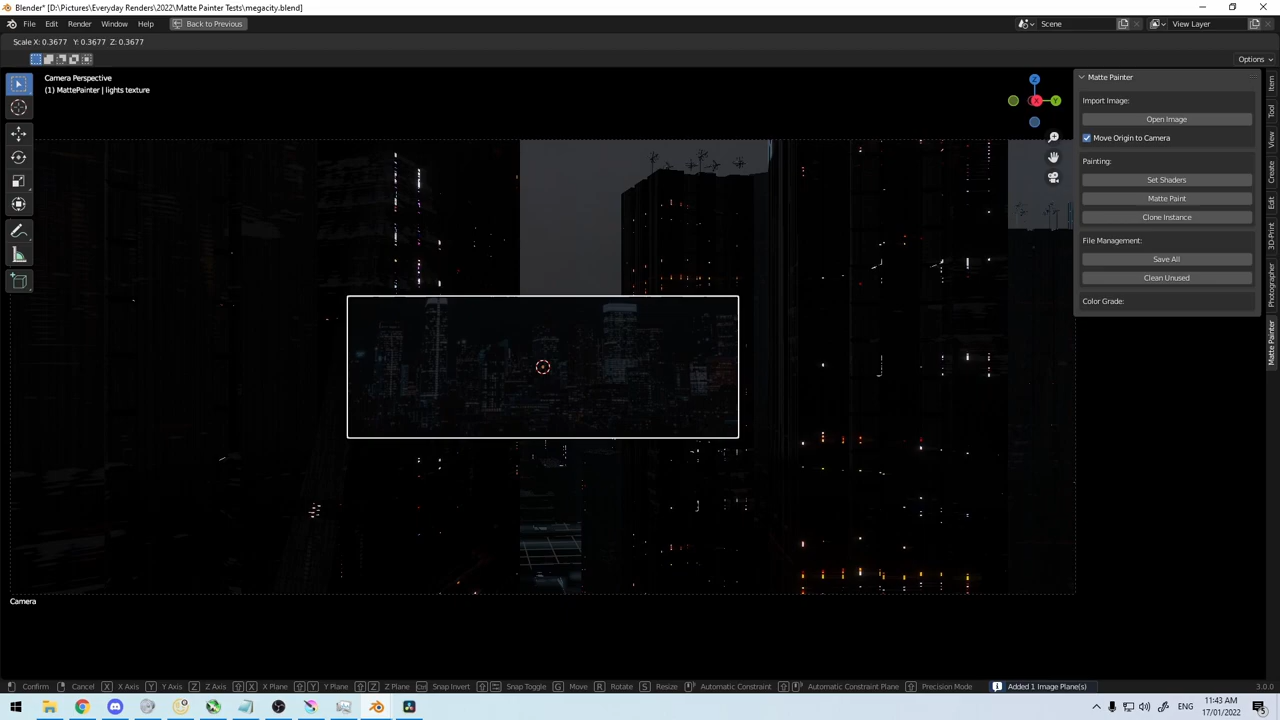 Blender* [D:\Pictures\Everyday Renders\2022\Matte Painter Tests\megacity.blend]
File Edit Render Window Help Back to Previous Scene View Layer
Scale X: 0.3677 Y: 0.3677 Z: 0.3677
Options
Camera Perspective
(1) MattePainter | lights texture
Z
Y
X
Matte Painter
Import Image:
Open Image
Move Origin to Camera
Painting:
Set Shaders
Matte Paint
Clone Instance
File Management:
Save All
Clean Unused
Color Grade:
Item
Tool
View
Create
Edit
3D-Print
Photographer
Matte Painter
Camera
Confirm Cancel X X Axis Y Y Axis Z Z Axis X X Plane Y Y Plane Z Z Plane Ctrl Snap Invert Snap Toggle G Move R Rotate S Resize Automatic Constraint Automatic Constraint Plane Precision Mode Added 1 Image Plane(s) 3.0.0
ENG
11:43 AM
17/01/2022
5